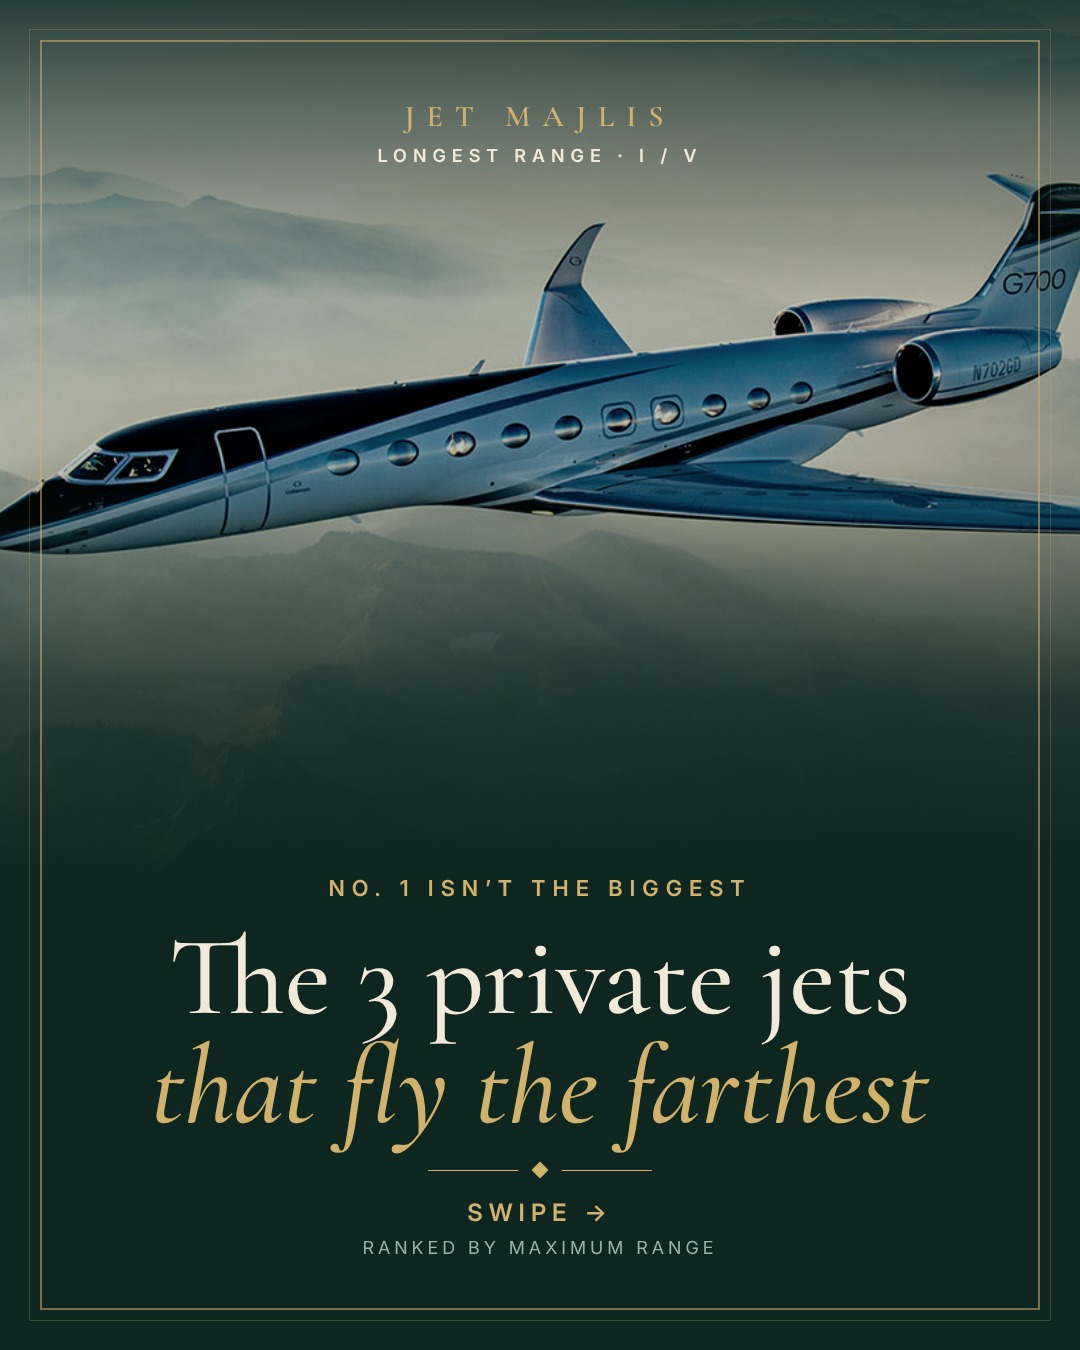 JET MAJLIS
LONGEST RANGE · I / V
G
G700
N702GD
NO. 1 ISN’T THE BIGGEST
The 3 private jets
that fly the farthest
SWIPE →
RANKED BY MAXIMUM RANGE